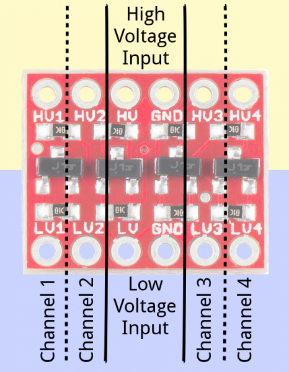 High
Voltage
Input
HV1 HV2 HV GND HV3 HV4
LV1 LV2 LV GND LV3 LV4
Channel 1
Channel 2
Low
Voltage
Input
Channel 3
Channel 4